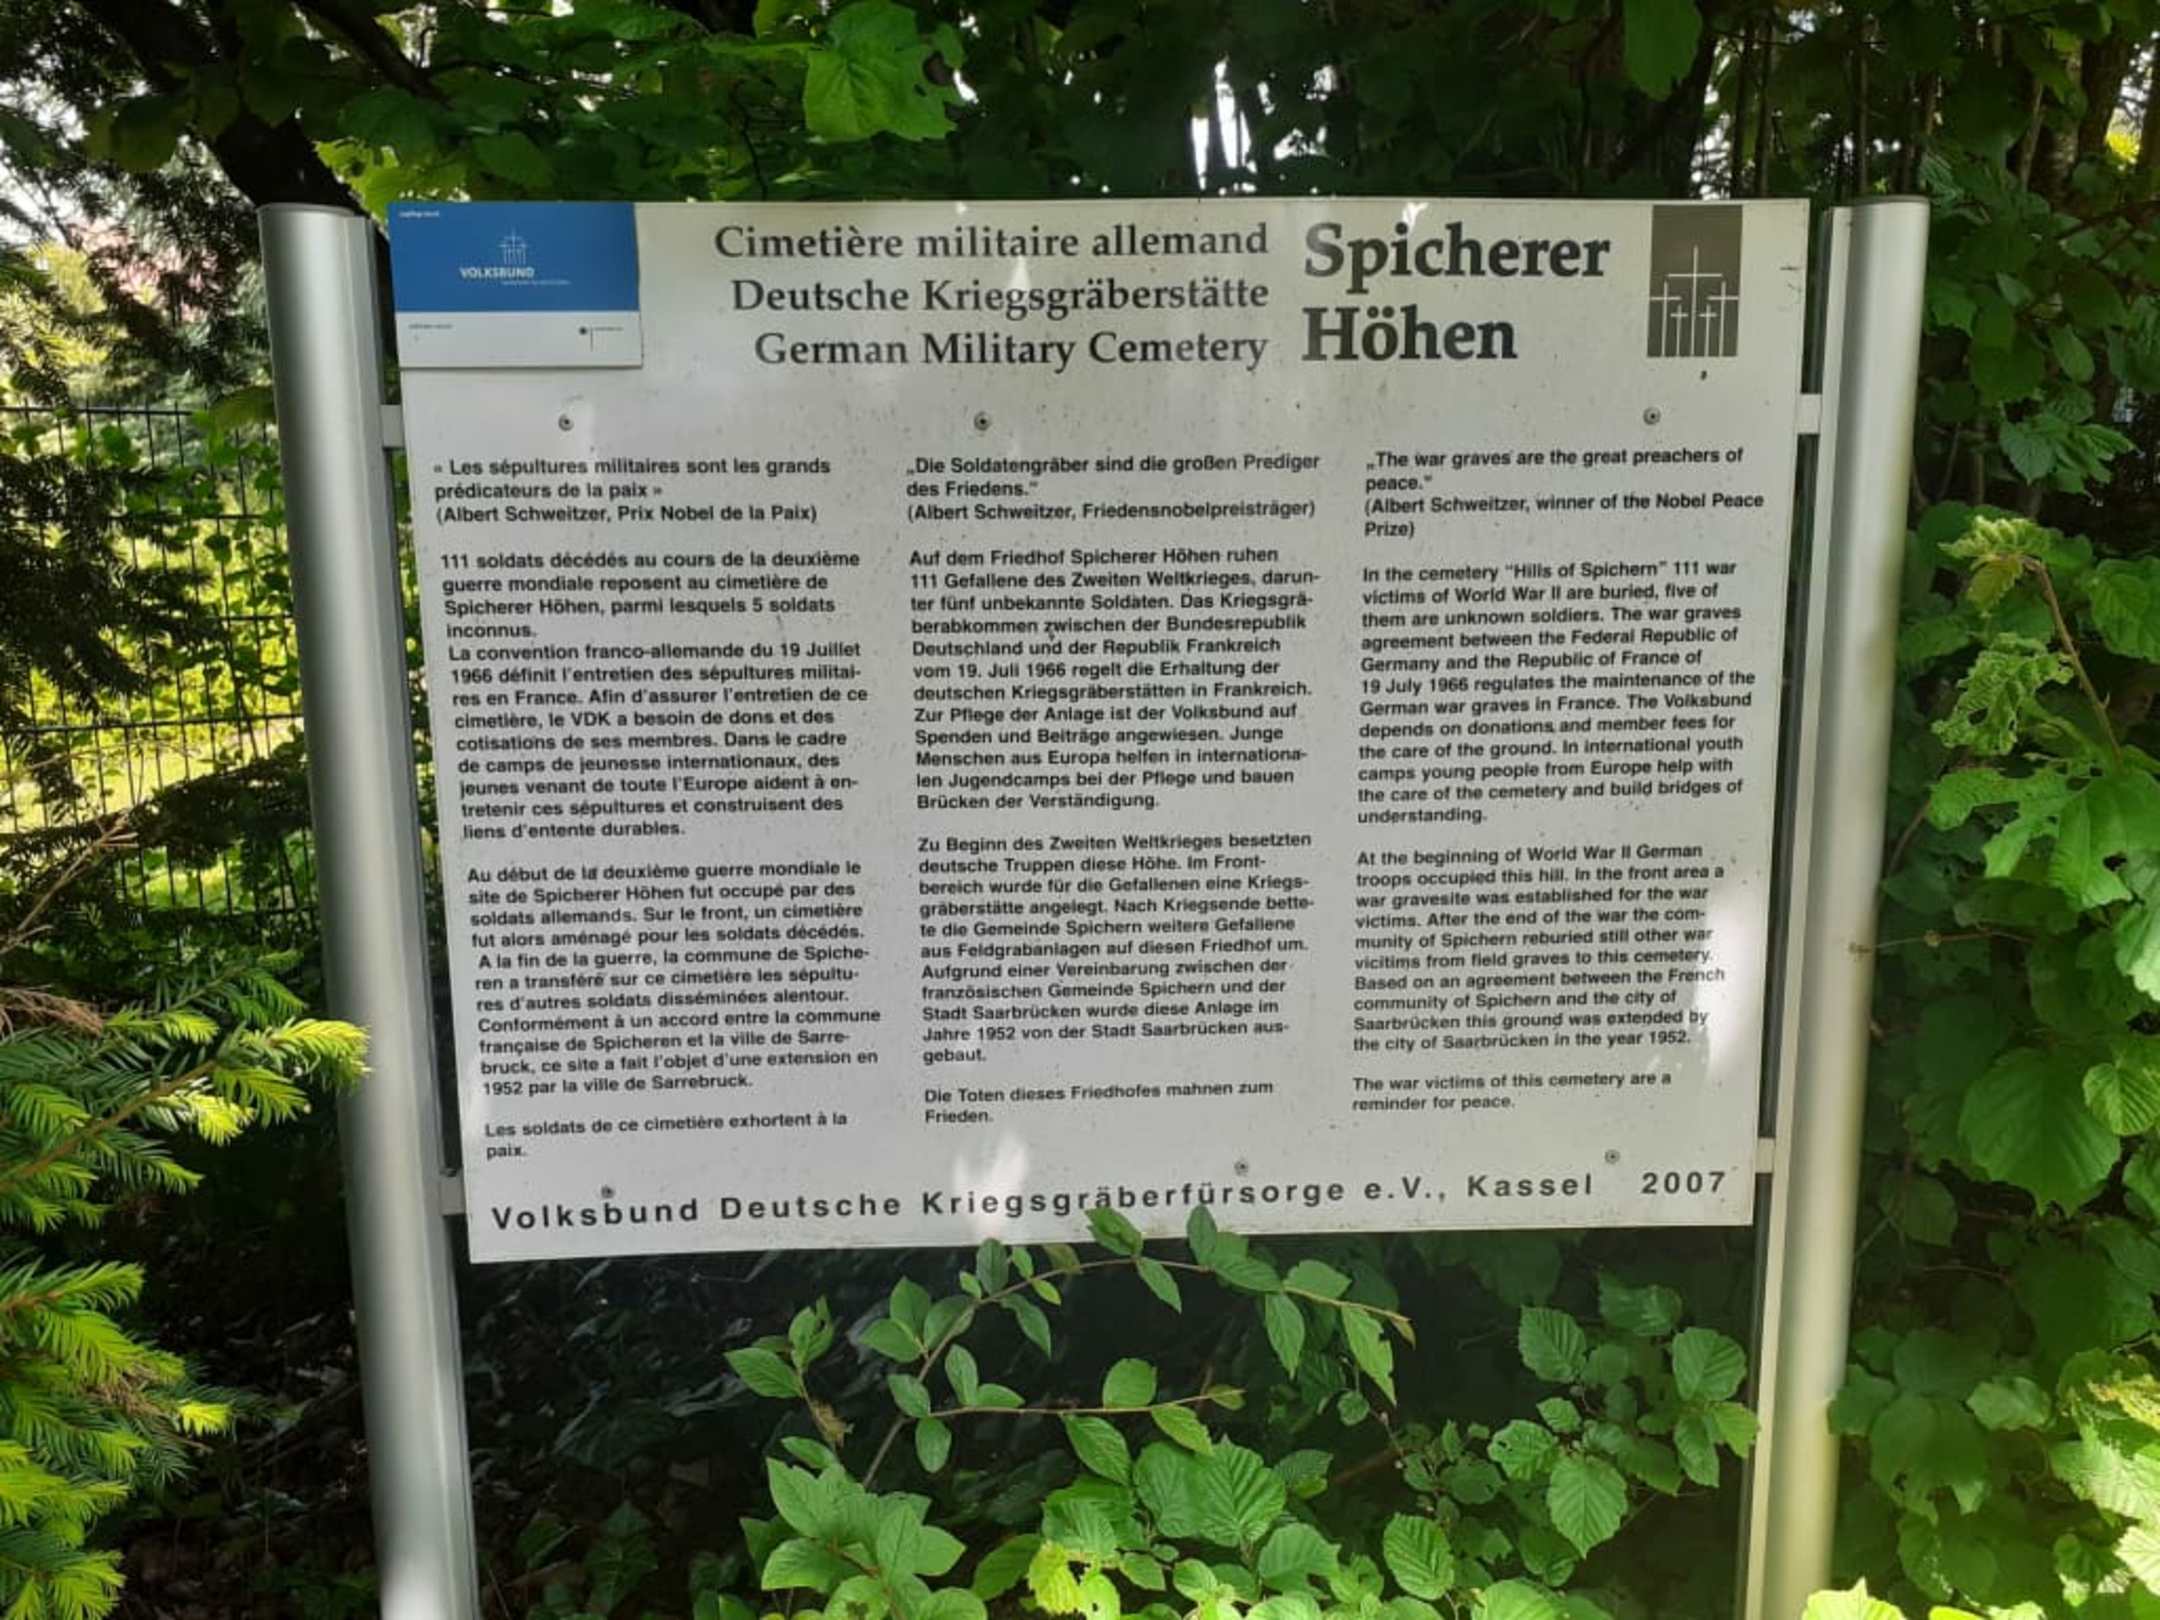 VOLKSBUND
Cimetière militaire allemand
Deutsche Kriegsgräberstätte
German Military Cemetery
Spicherer
Höhen
« Les sépultures militaires sont les grands
prédicateurs de la paix »
(Albert Schweitzer, Prix Nobel de la Paix)
111 soldats décédés au cours de la deuxième
guerre mondiale reposent au cimetière de
Spicherer Höhen, parmi lesquels 5 soldats
inconnus.
La convention franco-allemande du 19 Juillet
1966 définit l'entretien des sépultures militai-
res en France. Afin d'assurer l'entretien de ce
cimetière, le VDK a besoin de dons et des
cotisations de ses membres. Dans le cadre
de camps de jeunesse internationaux, des
jeunes venant de toute l'Europe aident à en-
tretenir ces sépultures et construisent des
liens d'entente durables.
Au début de la deuxième guerre mondiale le
site de Spicherer Höhen fut occupé par des
soldats allemands. Sur le front, un cimetière
fut alors aménagé pour les soldats décédés.
A la fin de la guerre, la commune de Spiche-
ren a transféré sur ce cimetière les sépultu-
res d'autres soldats disséminées alentour.
Conformément à un accord entre la commune
française de Spicheren et la ville de Sarre-
bruck, ce site a fait l'objet d'une extension en
1952 par la ville de Sarrebruck.
Les soldats de ce cimetière exhortent à la
paix.
„Die Soldatengräber sind die großen Prediger
des Friedens."
(Albert Schweitzer, Friedensnobelpreisträger)
Auf dem Friedhof Spicherer Höhen ruhen
111 Gefallene des Zweiten Weltkrieges, darun-
ter fünf unbekannte Soldaten. Das Kriegsgrä-
berabkommen zwischen der Bundesrepublik
Deutschland und der Republik Frankreich
vom 19. Juli 1966 regelt die Erhaltung der
deutschen Kriegsgräberstätten in Frankreich.
Zur Pflege der Anlage ist der Volksbund auf
Spenden und Beiträge angewiesen. Junge
Menschen aus Europa helfen in internationa-
len Jugendcamps bei der Pflege und bauen
Brücken der Verständigung.
Zu Beginn des Zweiten Weltkrieges besetzten
deutsche Truppen diese Höhe. Im Front-
bereich wurde für die Gefallenen eine Kriegs-
gräberstätte angelegt. Nach Kriegsende bette-
te die Gemeinde Spichern weitere Gefallene
aus Feldgrabanlagen auf diesen Friedhof um.
Aufgrund einer Vereinbarung zwischen der
französischen Gemeinde Spichern und der
Stadt Saarbrücken wurde diese Anlage im
Jahre 1952 von der Stadt Saarbrücken aus-
gebaut.
Die Toten dieses Friedhofes mahnen zum
Frieden.
„The war graves are the great preachers of
peace."
(Albert Schweitzer, winner of the Nobel Peace
Prize)
In the cemetery "Hills of Spichern" 111 war
victims of World War II are buried, five of
them are unknown soldiers. The war graves
agreement between the Federal Republic of
Germany and the Republic of France of
19 July 1966 regulates the maintenance of the
German war graves in France. The Volksbund
depends on donations and member fees for
the care of the ground. In international youth
camps young people from Europe help with
the care of the cemetery and build bridges of
understanding.
At the beginning of World War II German
troops occupied this hill. In the front area a
war gravesite was established for the war
victims. After the end of the war the com-
munity of Spichern reburied still other war
vicitims from field graves to this cemetery.
Based on an agreement between the French
community of Spichern and the city of
Saarbrücken this ground was extended by
the city of Saarbrücken in the year 1952.
The war victims of this cemetery are a
reminder for peace.
Volksbund Deutsche Kriegsgräberfürsorge e.V., Kassel 2007